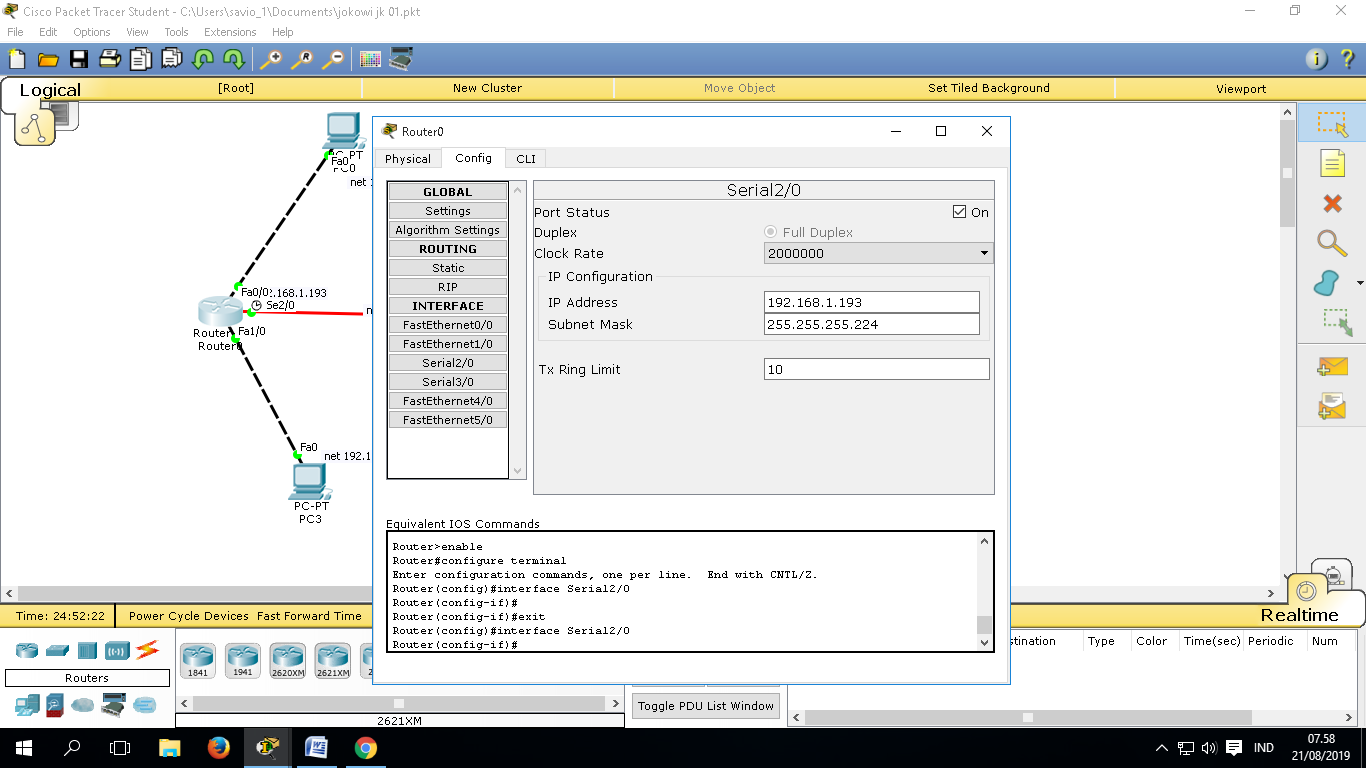 Cisco Packet Tracer Student - C:\Users\savio_1\Documents\jokowi jk 01.pkt
File Edit Options View Tools Extensions Help
Logical
[Root]
New Cluster
Move Object
Set Tiled Background
Viewport
PC-PT
PC0
Fa0
net 1
Fa0/0
2.168.1.193
Se2/0
Router
Fa1/0
Router0
Fa0
net 192.1
PC-PT
PC3
Router0
Physical Config CLI
GLOBAL
Settings
Algorithm Settings
ROUTING
Static
RIP
INTERFACE
FastEthernet0/0
FastEthernet1/0
Serial2/0
Serial3/0
FastEthernet4/0
FastEthernet5/0
Serial2/0
Port Status On
Duplex Full Duplex
Clock Rate 2000000
IP Configuration
IP Address 192.168.1.193
Subnet Mask 255.255.255.224
Tx Ring Limit 10
Equivalent IOS Commands
Router>enable
Router#configure terminal
Enter configuration commands, one per line. End with CNTL/Z.
Router(config)#interface Serial2/0
Router(config-if)#
Router(config-if)#exit
Router(config)#interface Serial2/0
Router(config-if)#
Time: 24:52:22 Power Cycle Devices Fast Forward Time
Realtime
Routers
1841 1941 2620XM 2621XM 2
2621XM
Toggle PDU List Window
stination Type Color Time(sec) Periodic Num
IND
07.58
21/08/2019